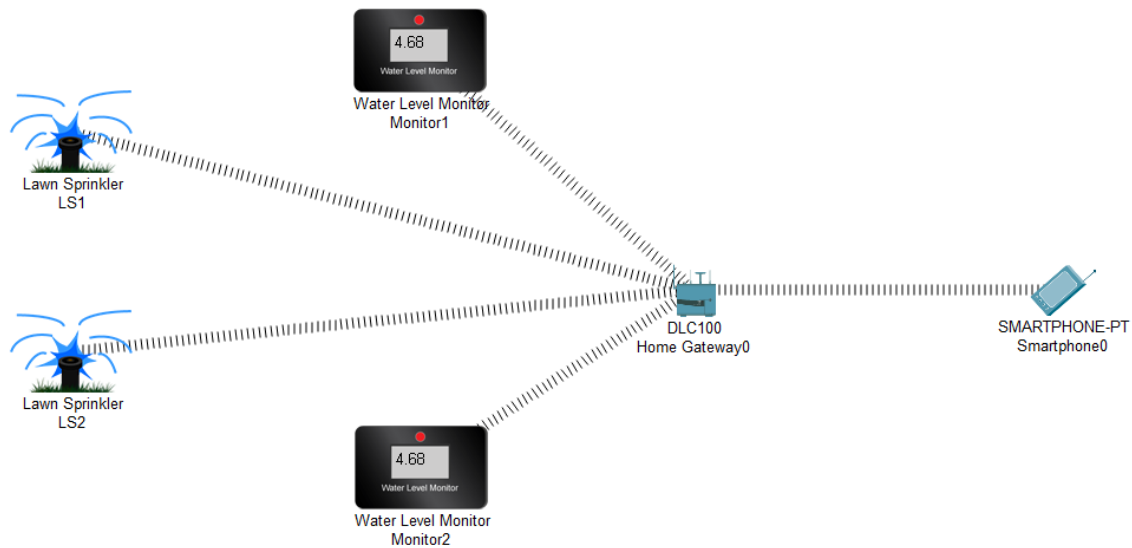 4.68
Water Level Monitor
Water Level Monitor
Monitor1
Lawn Sprinkler
LS1
DLC100
Home Gateway0
SMARTPHONE-PT
Smartphone0
Lawn Sprinkler
LS2
4.68
Water Level Monitor
Water Level Monitor
Monitor2